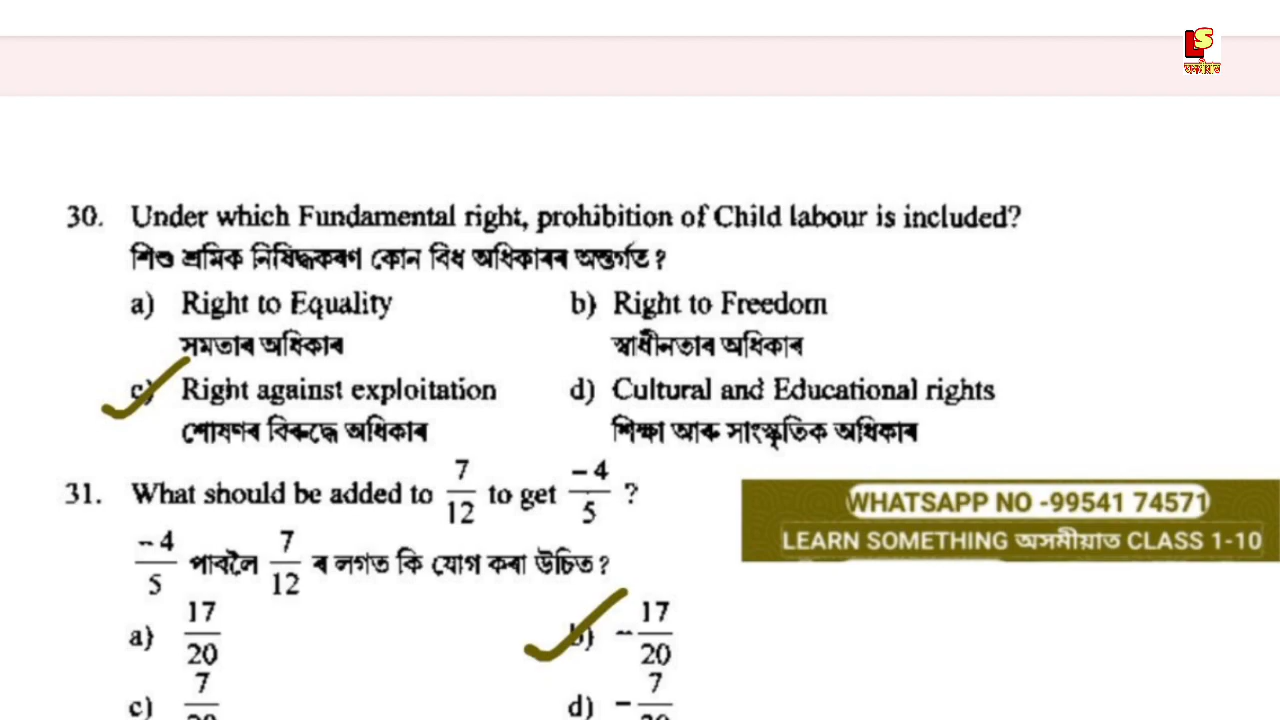 LS
অসমীয়াত
30. Under which Fundamental right, prohibition of Child labour is included?
শিশু শ্ৰমিক নিষিদ্ধকৰণ কোন বিধ অধিকাৰৰ অন্তৰ্গত ?
a) Right to Equality b) Right to Freedom
সমতাৰ অধিকাৰ স্বাধীনতাৰ অধিকাৰ
c) Right against exploitation d) Cultural and Educational rights
শোষণৰ বিৰুদ্ধে অধিকাৰ শিক্ষা আৰু সাংস্কৃতিক অধিকাৰ
31. What should be added to 7/12 to get -4/5 ?
WHATSAPP NO -99541 74571
LEARN SOMETHING অসমীয়াত CLASS 1-10
-4/5 পাবলৈ 7/12 ৰ লগত কি যোগ কৰা উচিত ?
a) 17/20 b) -17/20
c) 7 d) -7